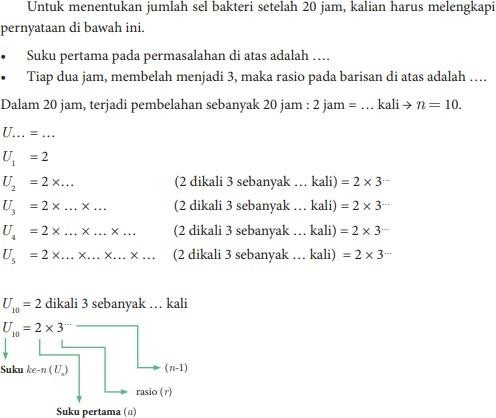 Untuk menentukan jumlah sel bakteri setelah 20 jam, kalian harus melengkapi
pernyataan di bawah ini.
• Suku pertama pada permasalahan di atas adalah ….
• Tiap dua jam, membelah menjadi 3, maka rasio pada barisan di atas adalah ….
Dalam 20 jam, terjadi pembelahan sebanyak 20 jam : 2 jam = … kali → n = 10.
U… = …
U₁ = 2
U₂ = 2 ×… (2 dikali 3 sebanyak … kali) = 2 × 3^…
U₃ = 2 × … × … (2 dikali 3 sebanyak … kali) = 2 × 3^…
U₄ = 2 × … × … × … (2 dikali 3 sebanyak … kali) = 2 × 3^…
U₅ = 2 ×… ×… ×… × … (2 dikali 3 sebanyak … kali) = 2 × 3^…
U₁₀ = 2 dikali 3 sebanyak … kali
U₁₀ = 2 × 3^…
Suku ke-n (Uₙ)
(n-1)
rasio (r)
Suku pertama (a)